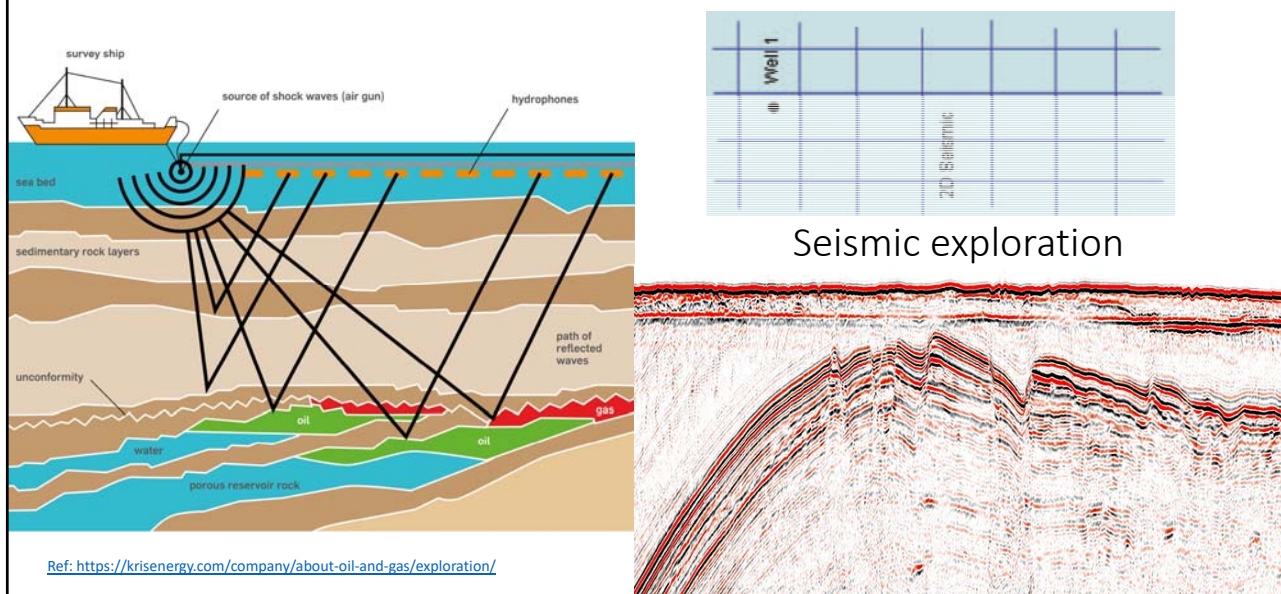 survey ship
source of shock waves (air gun)
hydrophones
sea bed
sedimentary rock layers
path of
reflected
waves
unconformity
oil
gas
oil
water
porous reservoir rock
Ref: https://krisenergy.com/company/about-oil-and-gas/exploration/
Well 1
2D Seismic
Seismic exploration